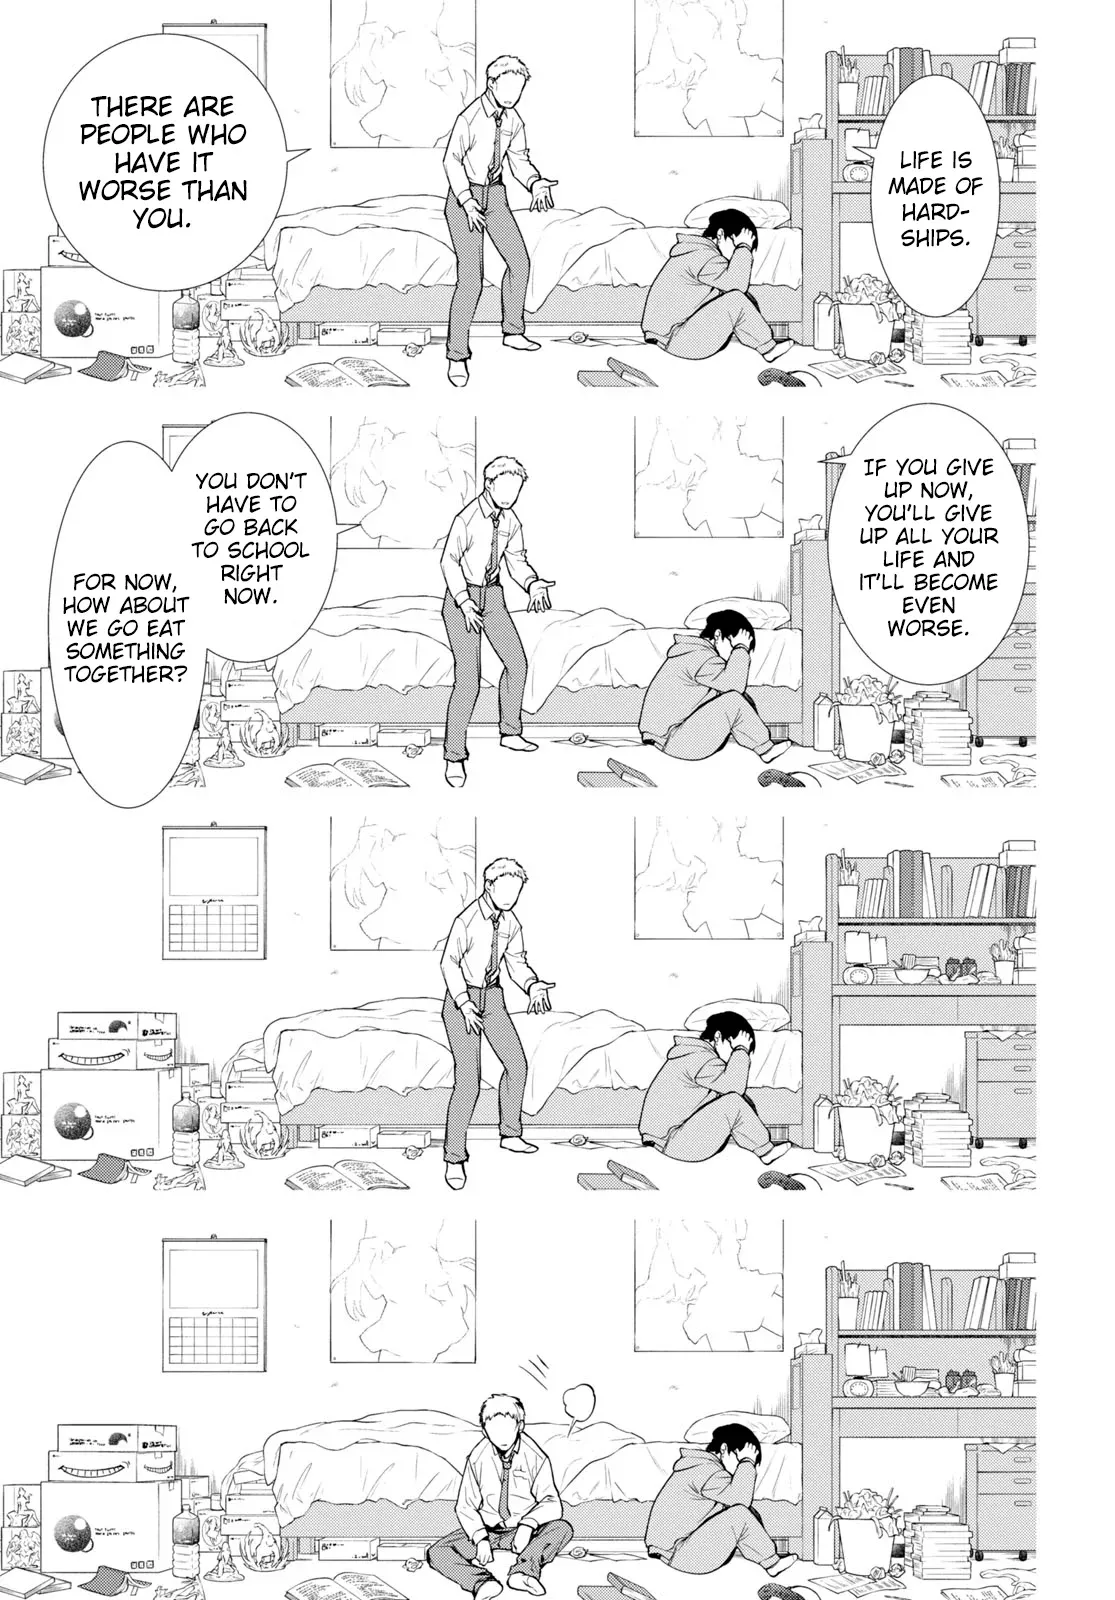 LIFE IS
MADE OF
HARD-
SHIPS.
THERE ARE
PEOPLE WHO
HAVE IT
WORSE THAN
YOU.
IF YOU GIVE
UP NOW,
YOU'LL GIVE
UP ALL YOUR
LIFE AND
IT'LL BECOME
EVEN
WORSE.
YOU DON'T
HAVE TO
GO BACK
TO SCHOOL
RIGHT
NOW.
FOR NOW,
HOW ABOUT
WE GO EAT
SOMETHING
TOGETHER?